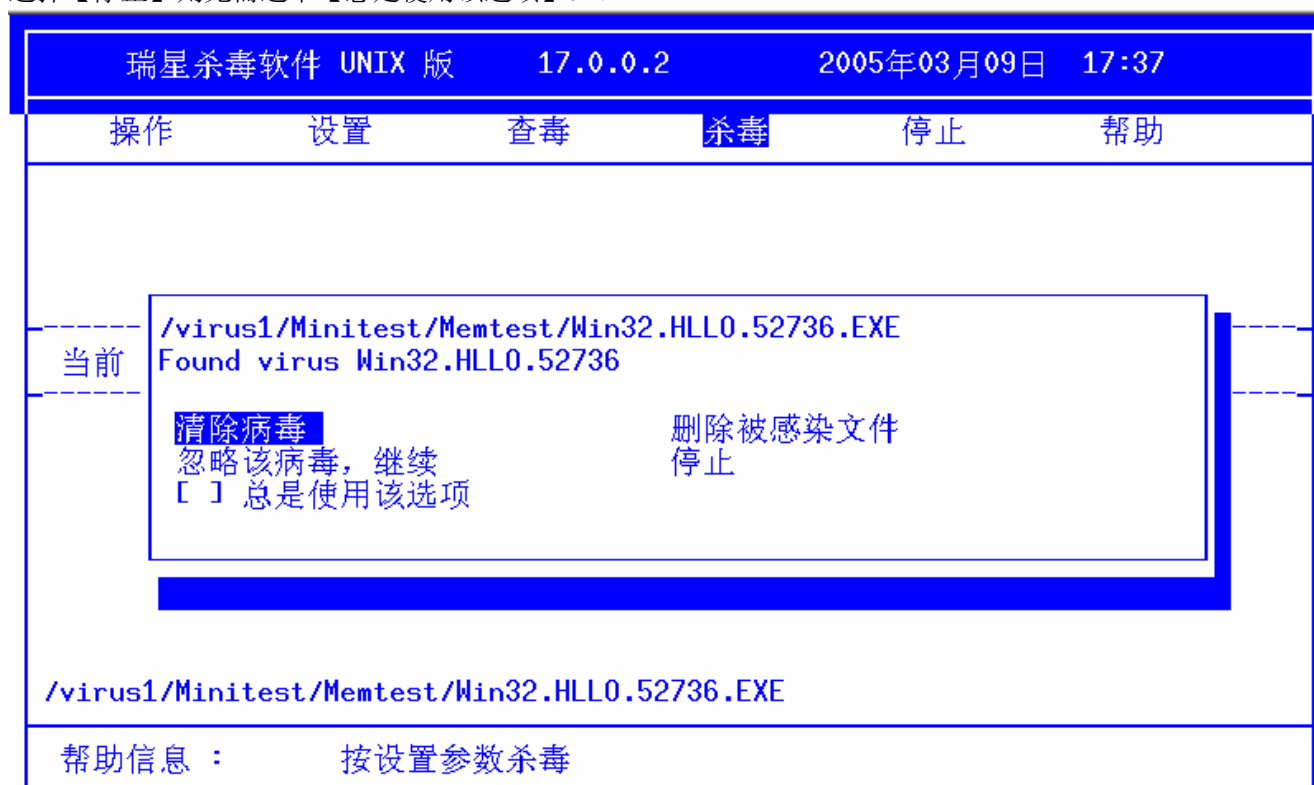 瑞星杀毒软件 UNIX 版 17.0.0.2 2005年03月09日 17:37
操作 设置 查毒 杀毒 停止 帮助
/virus1/Minitest/Memtest/Win32.HLLO.52736.EXE
当前 Found virus Win32.HLLO.52736
清除病毒 删除被感染文件
忽略该病毒，继续 停止
[ ] 总是使用该选项
/virus1/Minitest/Memtest/Win32.HLLO.52736.EXE
帮助信息 : 按设置参数杀毒